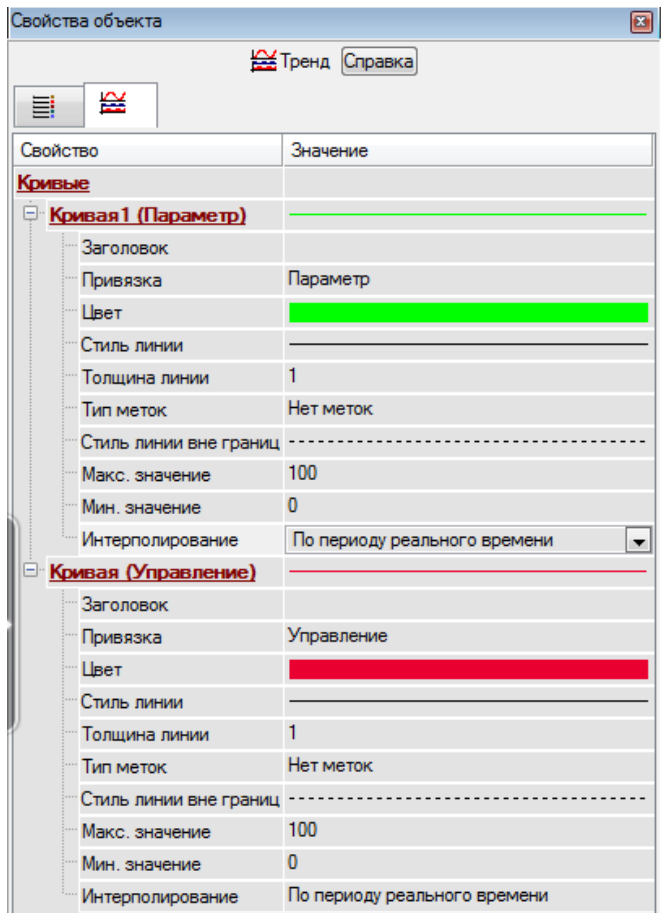 Свойства объекта
Тренд Справка
Свойство Значение
Кривые
Кривая1 (Параметр)
Заголовок
Привязка Параметр
Цвет
Стиль линии
Толщина линии 1
Тип меток Нет меток
Стиль линии вне границ
Макс. значение 100
Мин. значение 0
Интерполирование По периоду реального времени
Кривая (Управление)
Заголовок
Привязка Управление
Цвет
Стиль линии
Толщина линии 1
Тип меток Нет меток
Стиль линии вне границ
Макс. значение 100
Мин. значение 0
Интерполирование По периоду реального времени